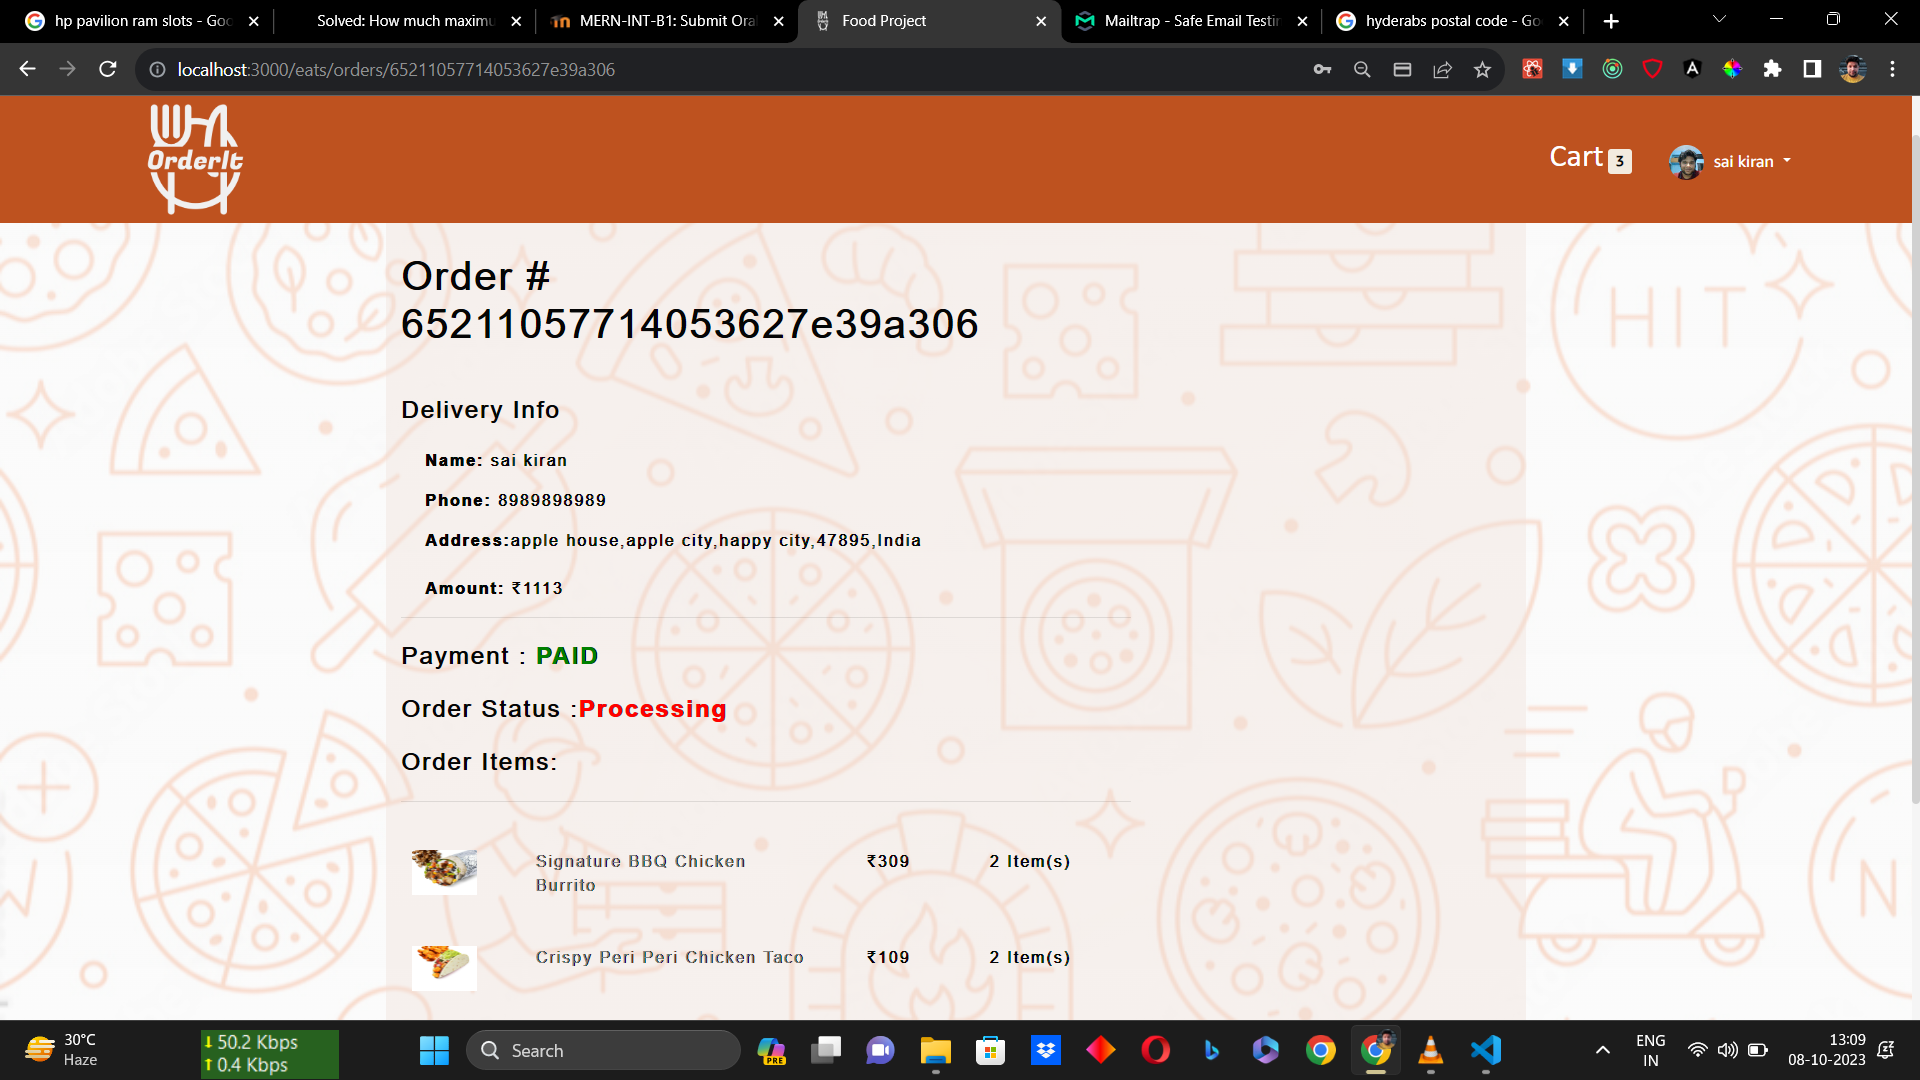 hp pavilion ram slots - Goo
Solved: How much maximu
MERN-INT-B1: Submit Oral
Food Project
Mailtrap - Safe Email Testin
hyderabs postal code - Go
localhost:3000/eats/orders/65211057714053627e39a306
OrderIt
Cart 3
sai kiran
Order #
65211057714053627e39a306
HIT
Delivery Info
Name: sai kiran
Phone: 8989898989
Address:apple house,apple city,happy city,47895,India
Amount: ₹1113
Payment : PAID
Order Status :Processing
Order Items:
Signature BBQ Chicken
Burrito
₹309
2 Item(s)
Crispy Peri Peri Chicken Taco
₹109
2 Item(s)
N
30°C
Haze
↓ 50.2 Kbps
↑ 0.4 Kbps
Search
PRE
ENG
IN
13:09
08-10-2023